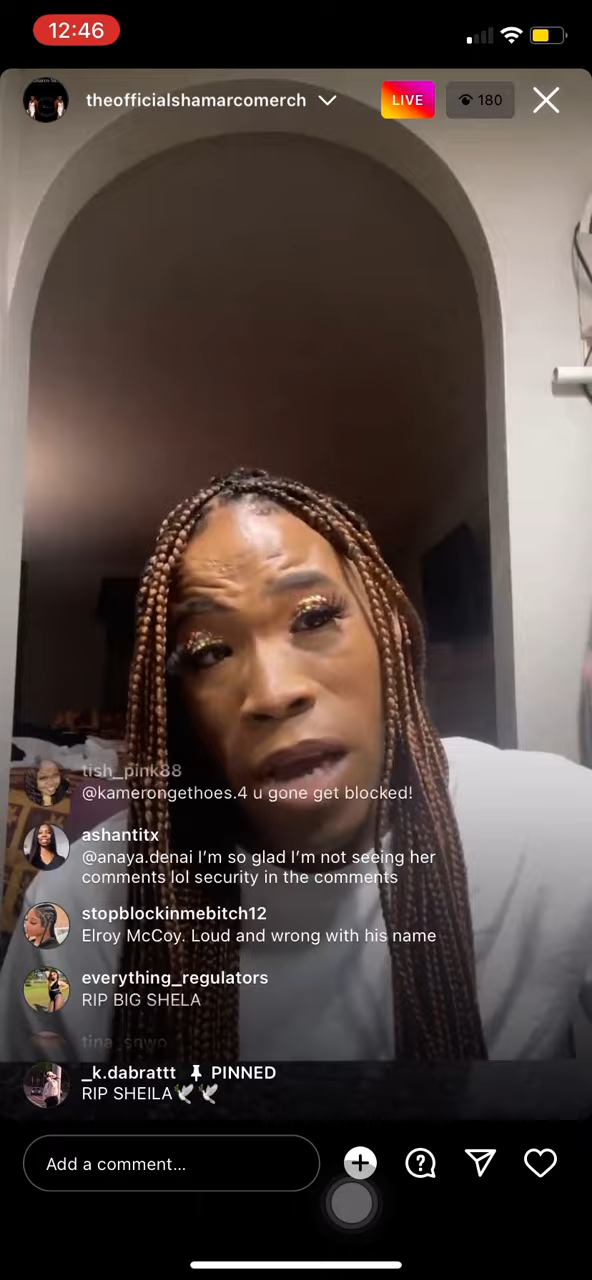 12:46
theofficialshamarcomerch
LIVE
180
tish_pink88
@kamerongethoes.4 u gone get blocked!
ashantitx
@anaya.denai I’m so glad I’m not seeing her
comments lol security in the comments
stopblockinmebitch12
Elroy McCoy. Loud and wrong with his name
everything_regulators
RIP BIG SHELA
tina_snwo
_k.dabrattt PINNED
RIP SHEILA🕊️🕊️
Add a comment...